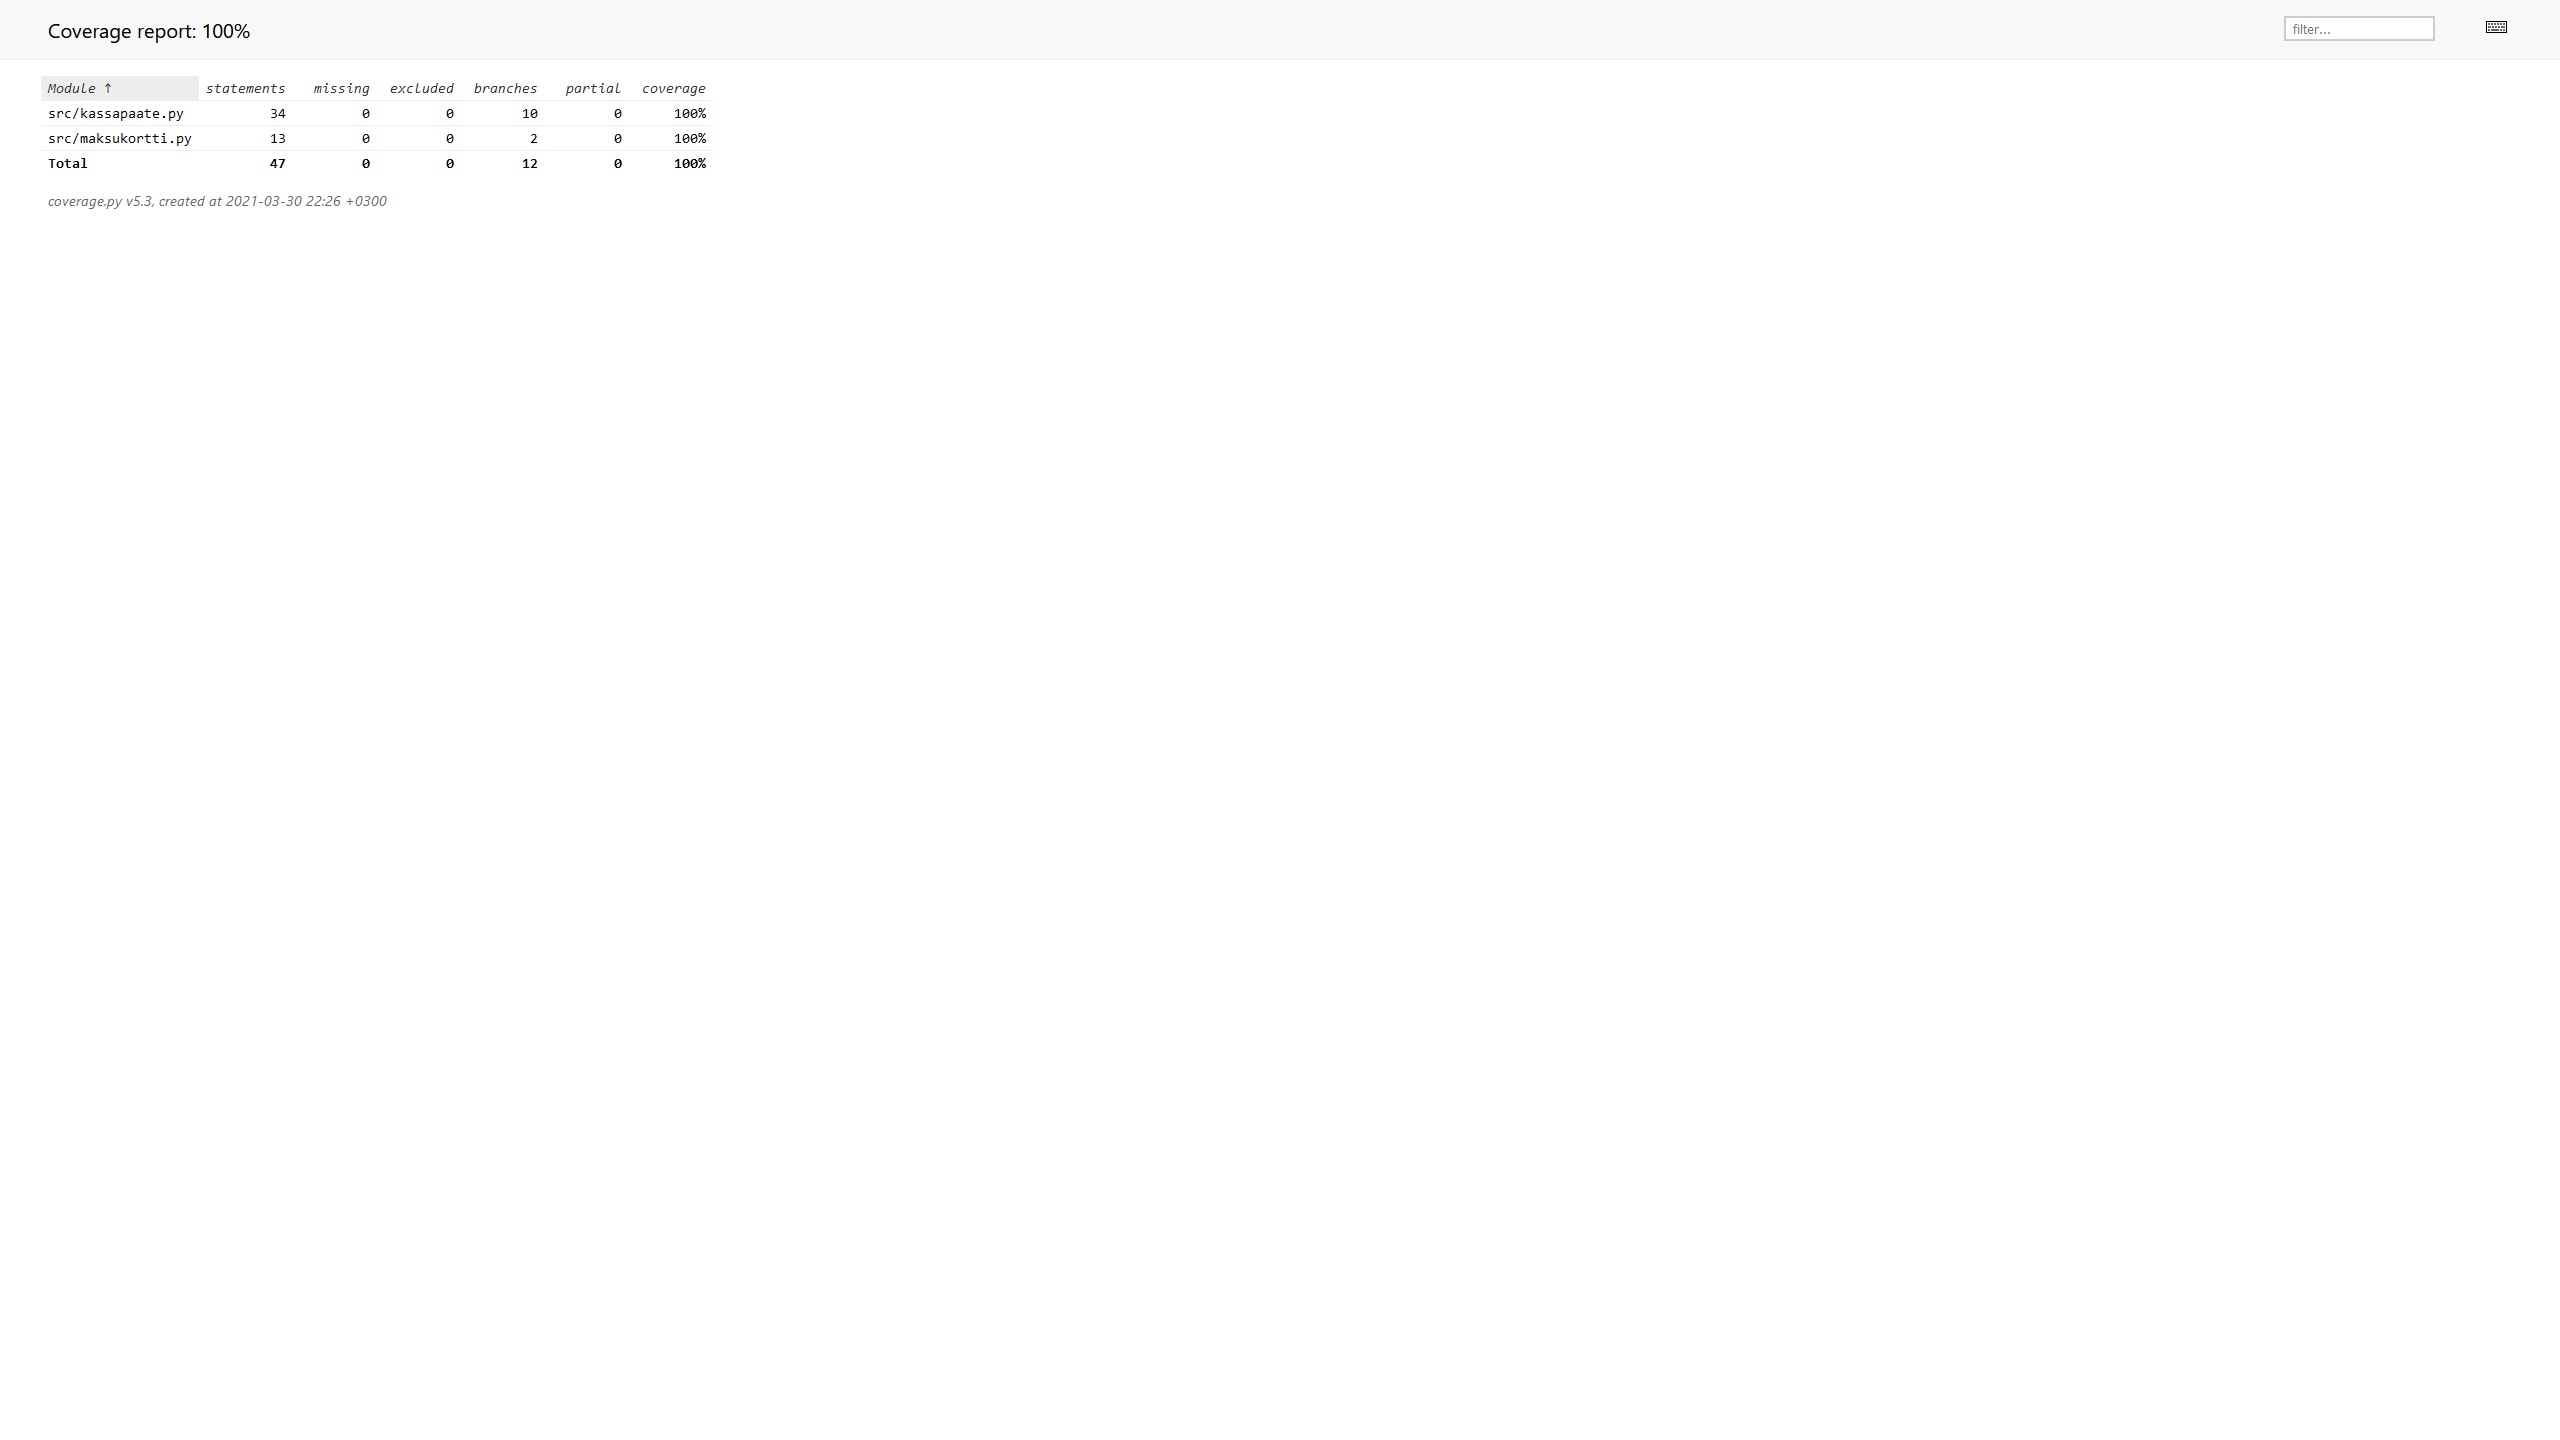 Coverage report: 100%
filter...
Module ↑ statements missing excluded branches partial coverage
src/kassapaate.py 34 0 0 10 0 100%
src/maksukortti.py 13 0 0 2 0 100%
Total 47 0 0 12 0 100%
coverage.py v5.3, created at 2021-03-30 22:26 +0300